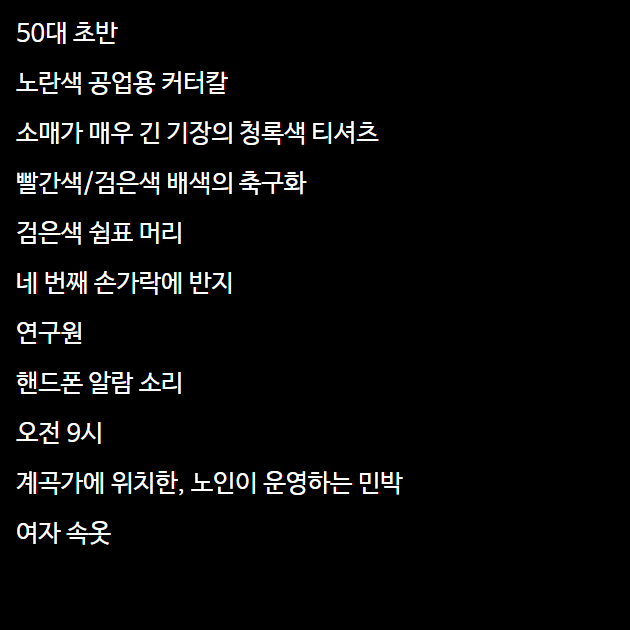 50대 초반
노란색 공업용 커터칼
소매가 매우 긴 기장의 청록색 티셔츠
빨간색/검은색 배색의 축구화
검은색 쉼표 머리
네 번째 손가락에 반지
연구원
핸드폰 알람 소리
오전 9시
계곡가에 위치한, 노인이 운영하는 민박
여자 속옷